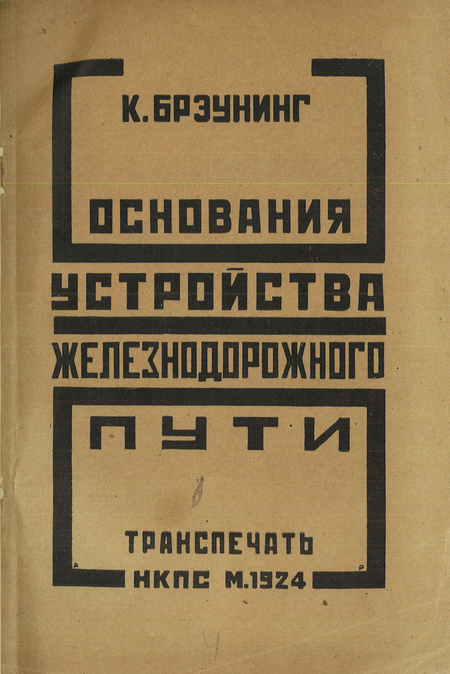 К. БРЭУНИНГ
ОСНОВАНИЯ
УСТРОЙСТВА
ЖЕЛЕЗНОДОРОЖНОГО
ПУТИ
ТРАНСПЕЧАТЬ
А Р
НКПС М.1924